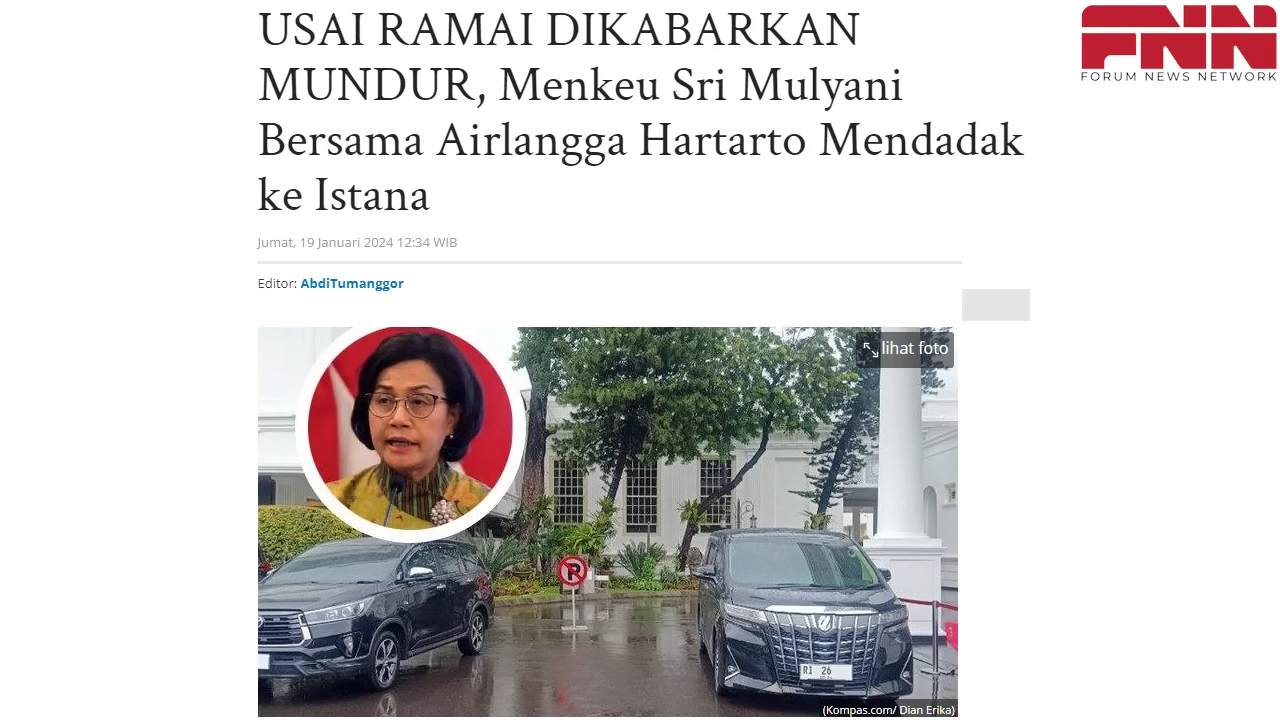 USAI RAMAI DIKABARKAN
MUNDUR, Menkeu Sri Mulyani
Bersama Airlangga Hartarto Mendadak
ke Istana
FNN
FORUM NEWS NETWORK
Jumat, 19 Januari 2024 12:34 WIB
Editor: AbdiTumanggor
lihat foto
P
RI 26
(Kompas.com/ Dian Erika)